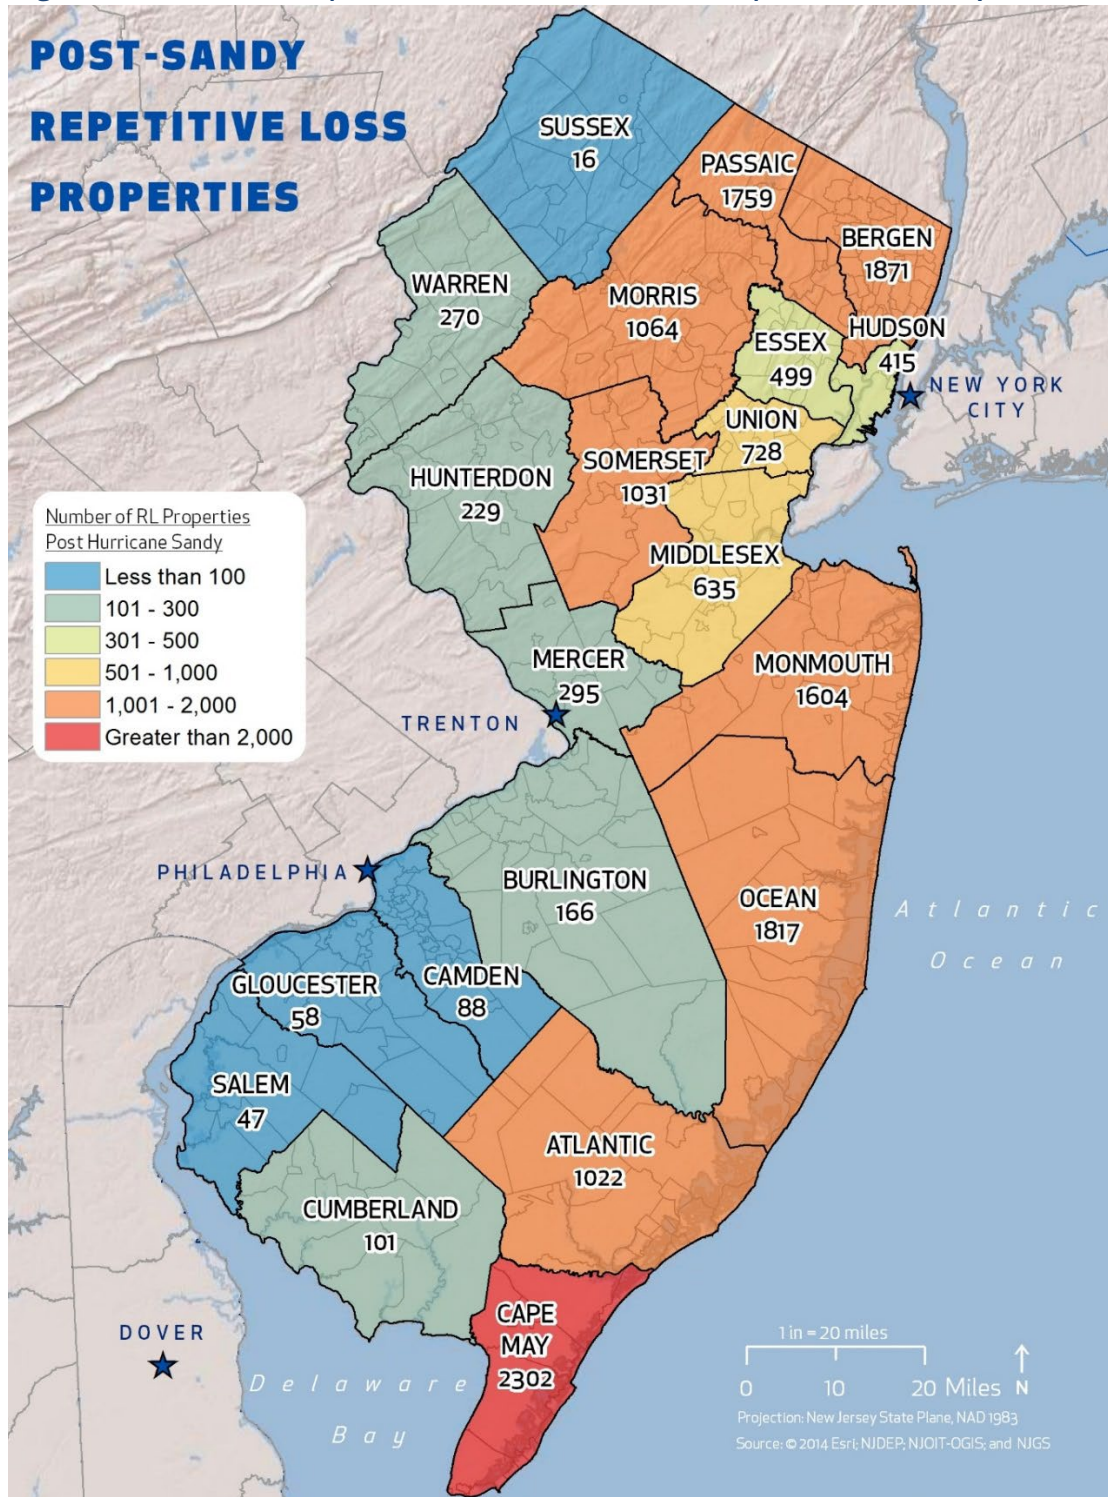 POST-SANDY
REPETITIVE LOSS
PROPERTIES
SUSSEX
16
PASSAIC
1759
BERGEN
1871
WARREN
270
MORRIS
1064
ESSEX
499
HUDSON
415
NEW YORK
CITY
UNION
728
SOMERSET
1031
HUNTERDON
229
MIDDLESEX
635
Number of RL Properties
Post Hurricane Sandy
Less than 100
101 - 300
301 - 500
501 - 1,000
1,001 - 2,000
Greater than 2,000
MERCER
295
MONMOUTH
1604
TRENTON
PHILADELPHIA
BURLINGTON
166
OCEAN
1817
Atlantic
Ocean
GLOUCESTER
58
CAMDEN
88
SALEM
47
ATLANTIC
1022
CUMBERLAND
101
CAPE
MAY
2302
DOVER
Delaware
Bay
1 in = 20 miles
0 10 20 Miles N
Projection: New Jersey State Plane, NAD 1983
Source: © 2014 Esri; NJDEP; NJOIT-OGIS; and NJGS